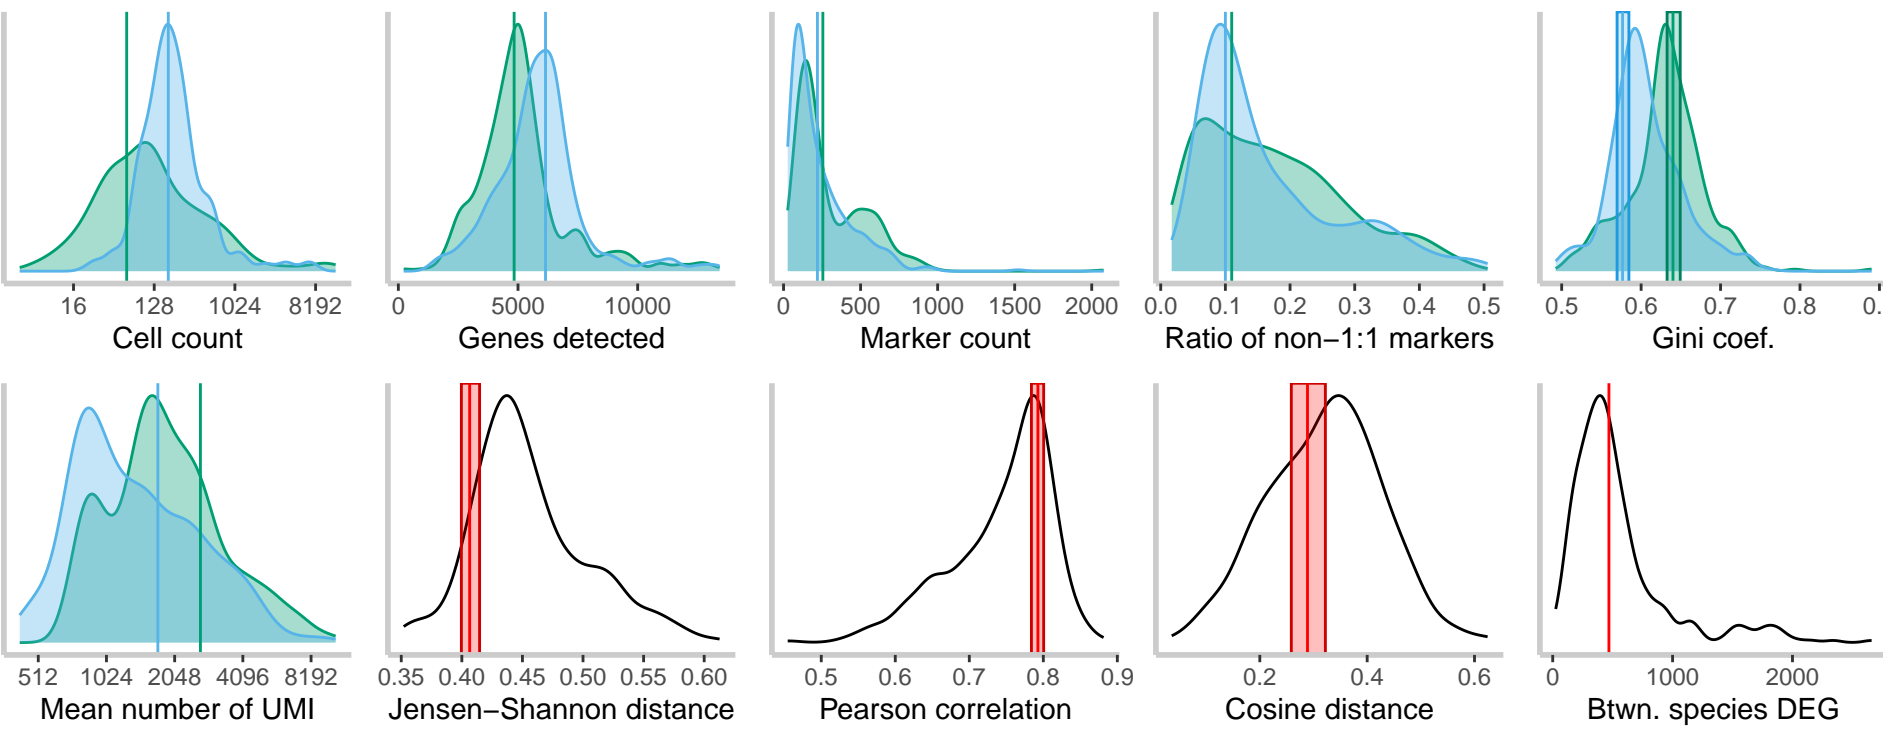 16 128 1024 8192
Cell count
0 5000 10000
Genes detected
0 500 1000 1500 2000
Marker count
0.0 0.1 0.2 0.3 0.4 0.5
Ratio of non−1:1 markers
0.5 0.6 0.7 0.8 0.
Gini coef.
512 1024 2048 4096 8192
Mean number of UMI
0.35 0.40 0.45 0.50 0.55 0.60
Jensen−Shannon distance
0.5 0.6 0.7 0.8 0.9
Pearson correlation
0.2 0.4 0.6
Cosine distance
0 1000 2000
Btwn. species DEG